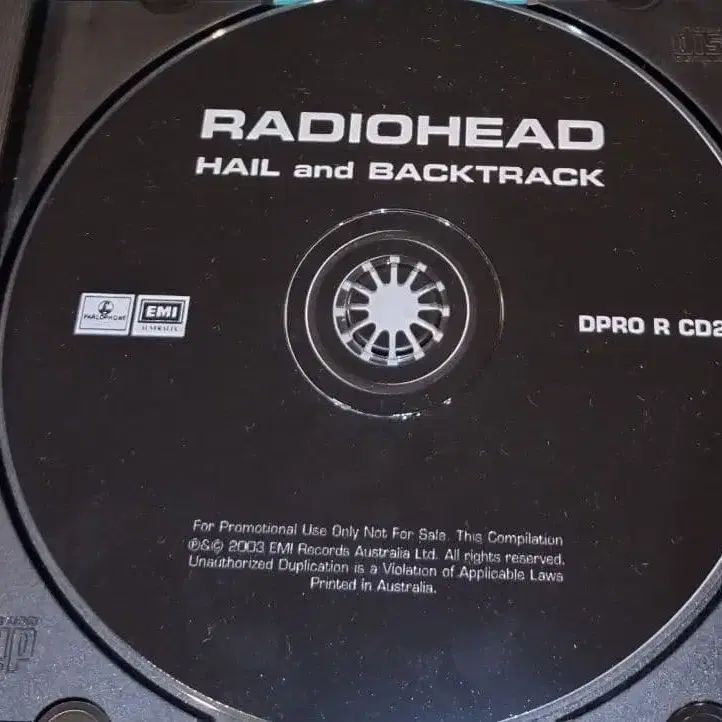 RADIOHEAD
HAIL and BACKTRACK
PARLOPHONE
EMI
AUSTRALIA
DPRO R CD2
For Promotional Use Only Not For Sale. This Compilation
℗&© 2003 EMI Records Australia Ltd. All rights reserved.
Unauthorized Duplication is a Violation of Applicable Laws
Printed in Australia.